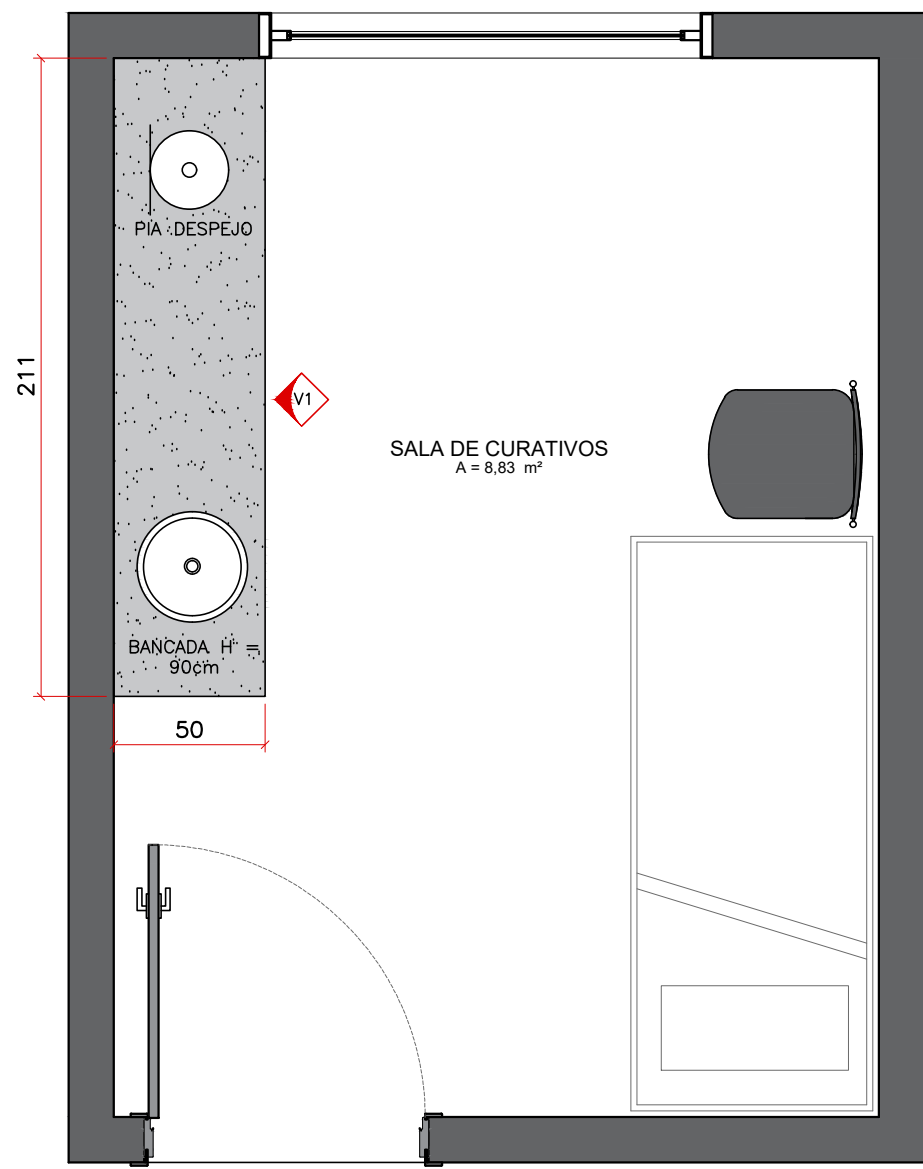 PIA DESPEJO
211
V1
SALA DE CURATIVOS
A = 8,83 m²
BANCADA H =
90cm
50